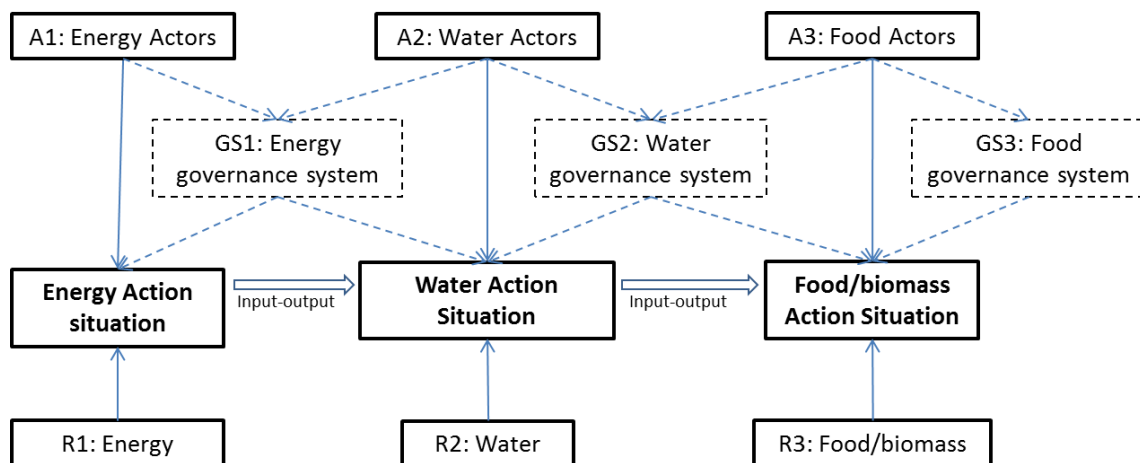 A1: Energy Actors
A2: Water Actors
A3: Food Actors
GS1: Energy
governance system
GS2: Water
governance system
GS3: Food
governance system
Energy Action
situation
Input-output
Water Action
Situation
Input-output
Food/biomass
Action Situation
R1: Energy
R2: Water
R3: Food/biomass